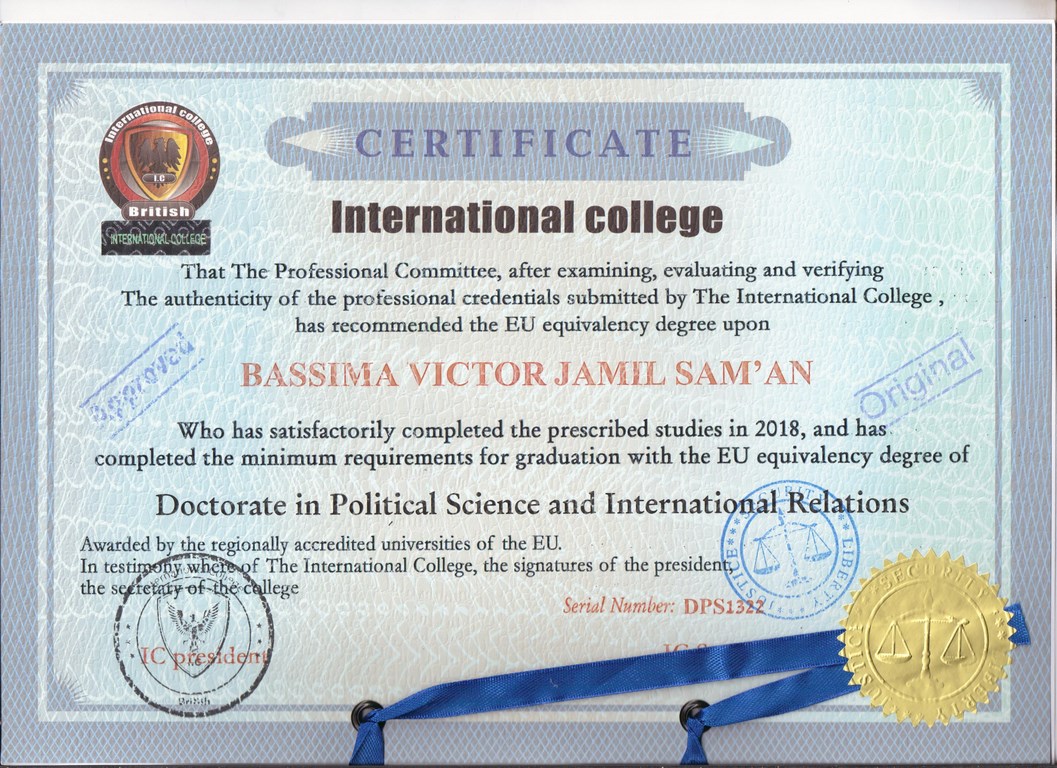 International college
I.C
British
INTERNATIONAL COLLEGE
CERTIFICATE
International college
That The Professional Committee, after examining, evaluating and verifying
The authenticity of the professional credentials submitted by The International College ,
has recommended the EU equivalency degree upon
Approved
Original
BASSIMA VICTOR JAMIL SAM'AN
Who has satisfactorily completed the prescribed studies in 2018, and has
completed the minimum requirements for graduation with the EU equivalency degree of
Doctorate in Political Science and International Relations
SECURITY
JUSTICE
LIBERTY
Awarded by the regionally accredited universities of the EU.
In testimony where of The International College, the signatures of the president,
the secretary of the college
Serial Number: DPS1322
International college
IC
British
IC president
IC
SECURITY
JUSTICE
LIBERTY